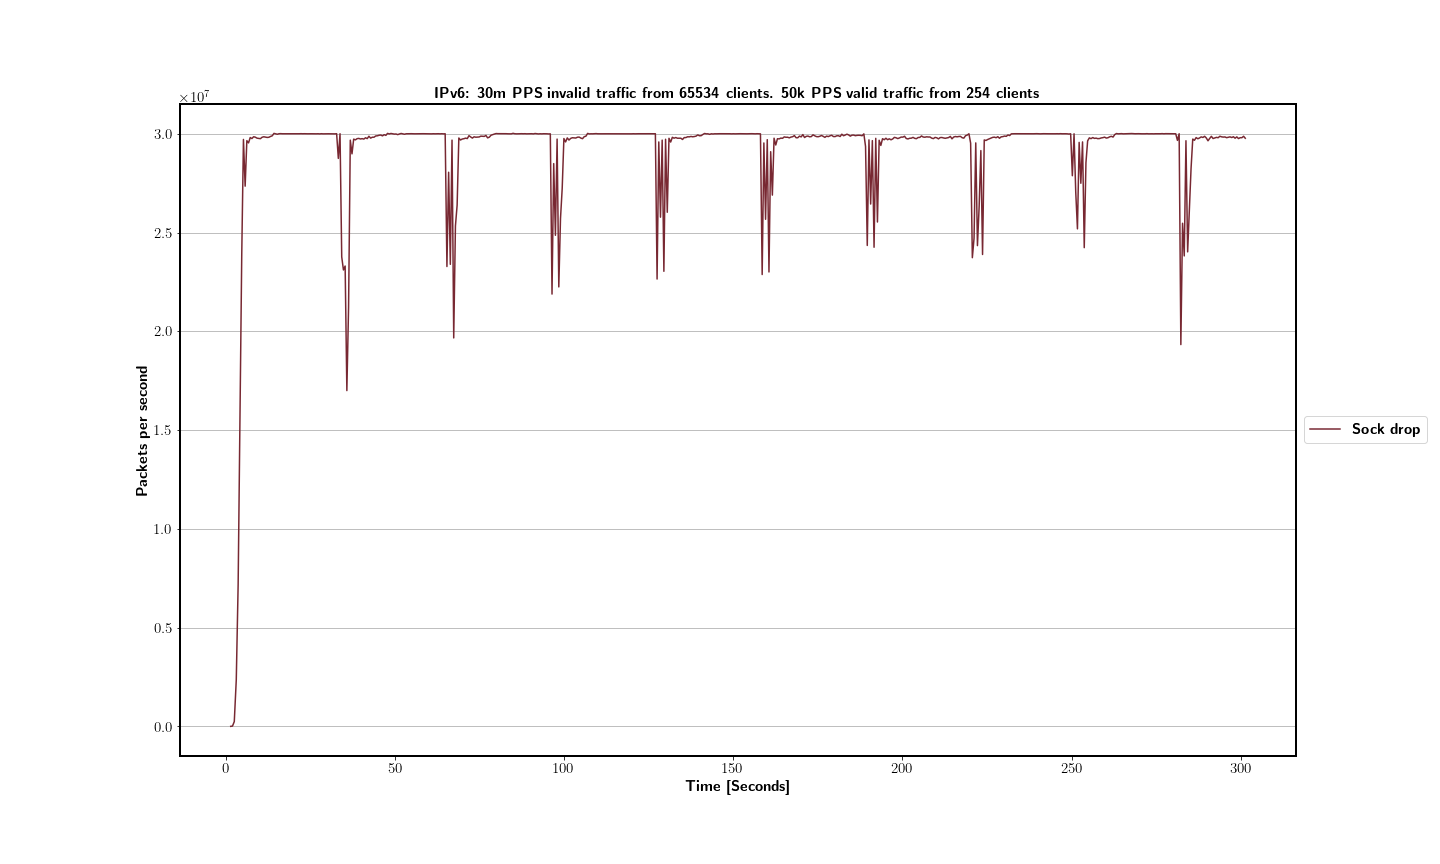 IPv6: 30m PPS invalid traffic from 65534 clients. 50k PPS valid traffic from 254 clients
×10⁷
3.0
2.5
2.0
1.5
1.0
0.5
0.0
Packets per second
0 50 100 150 200 250 300
Time [Seconds]
Sock drop